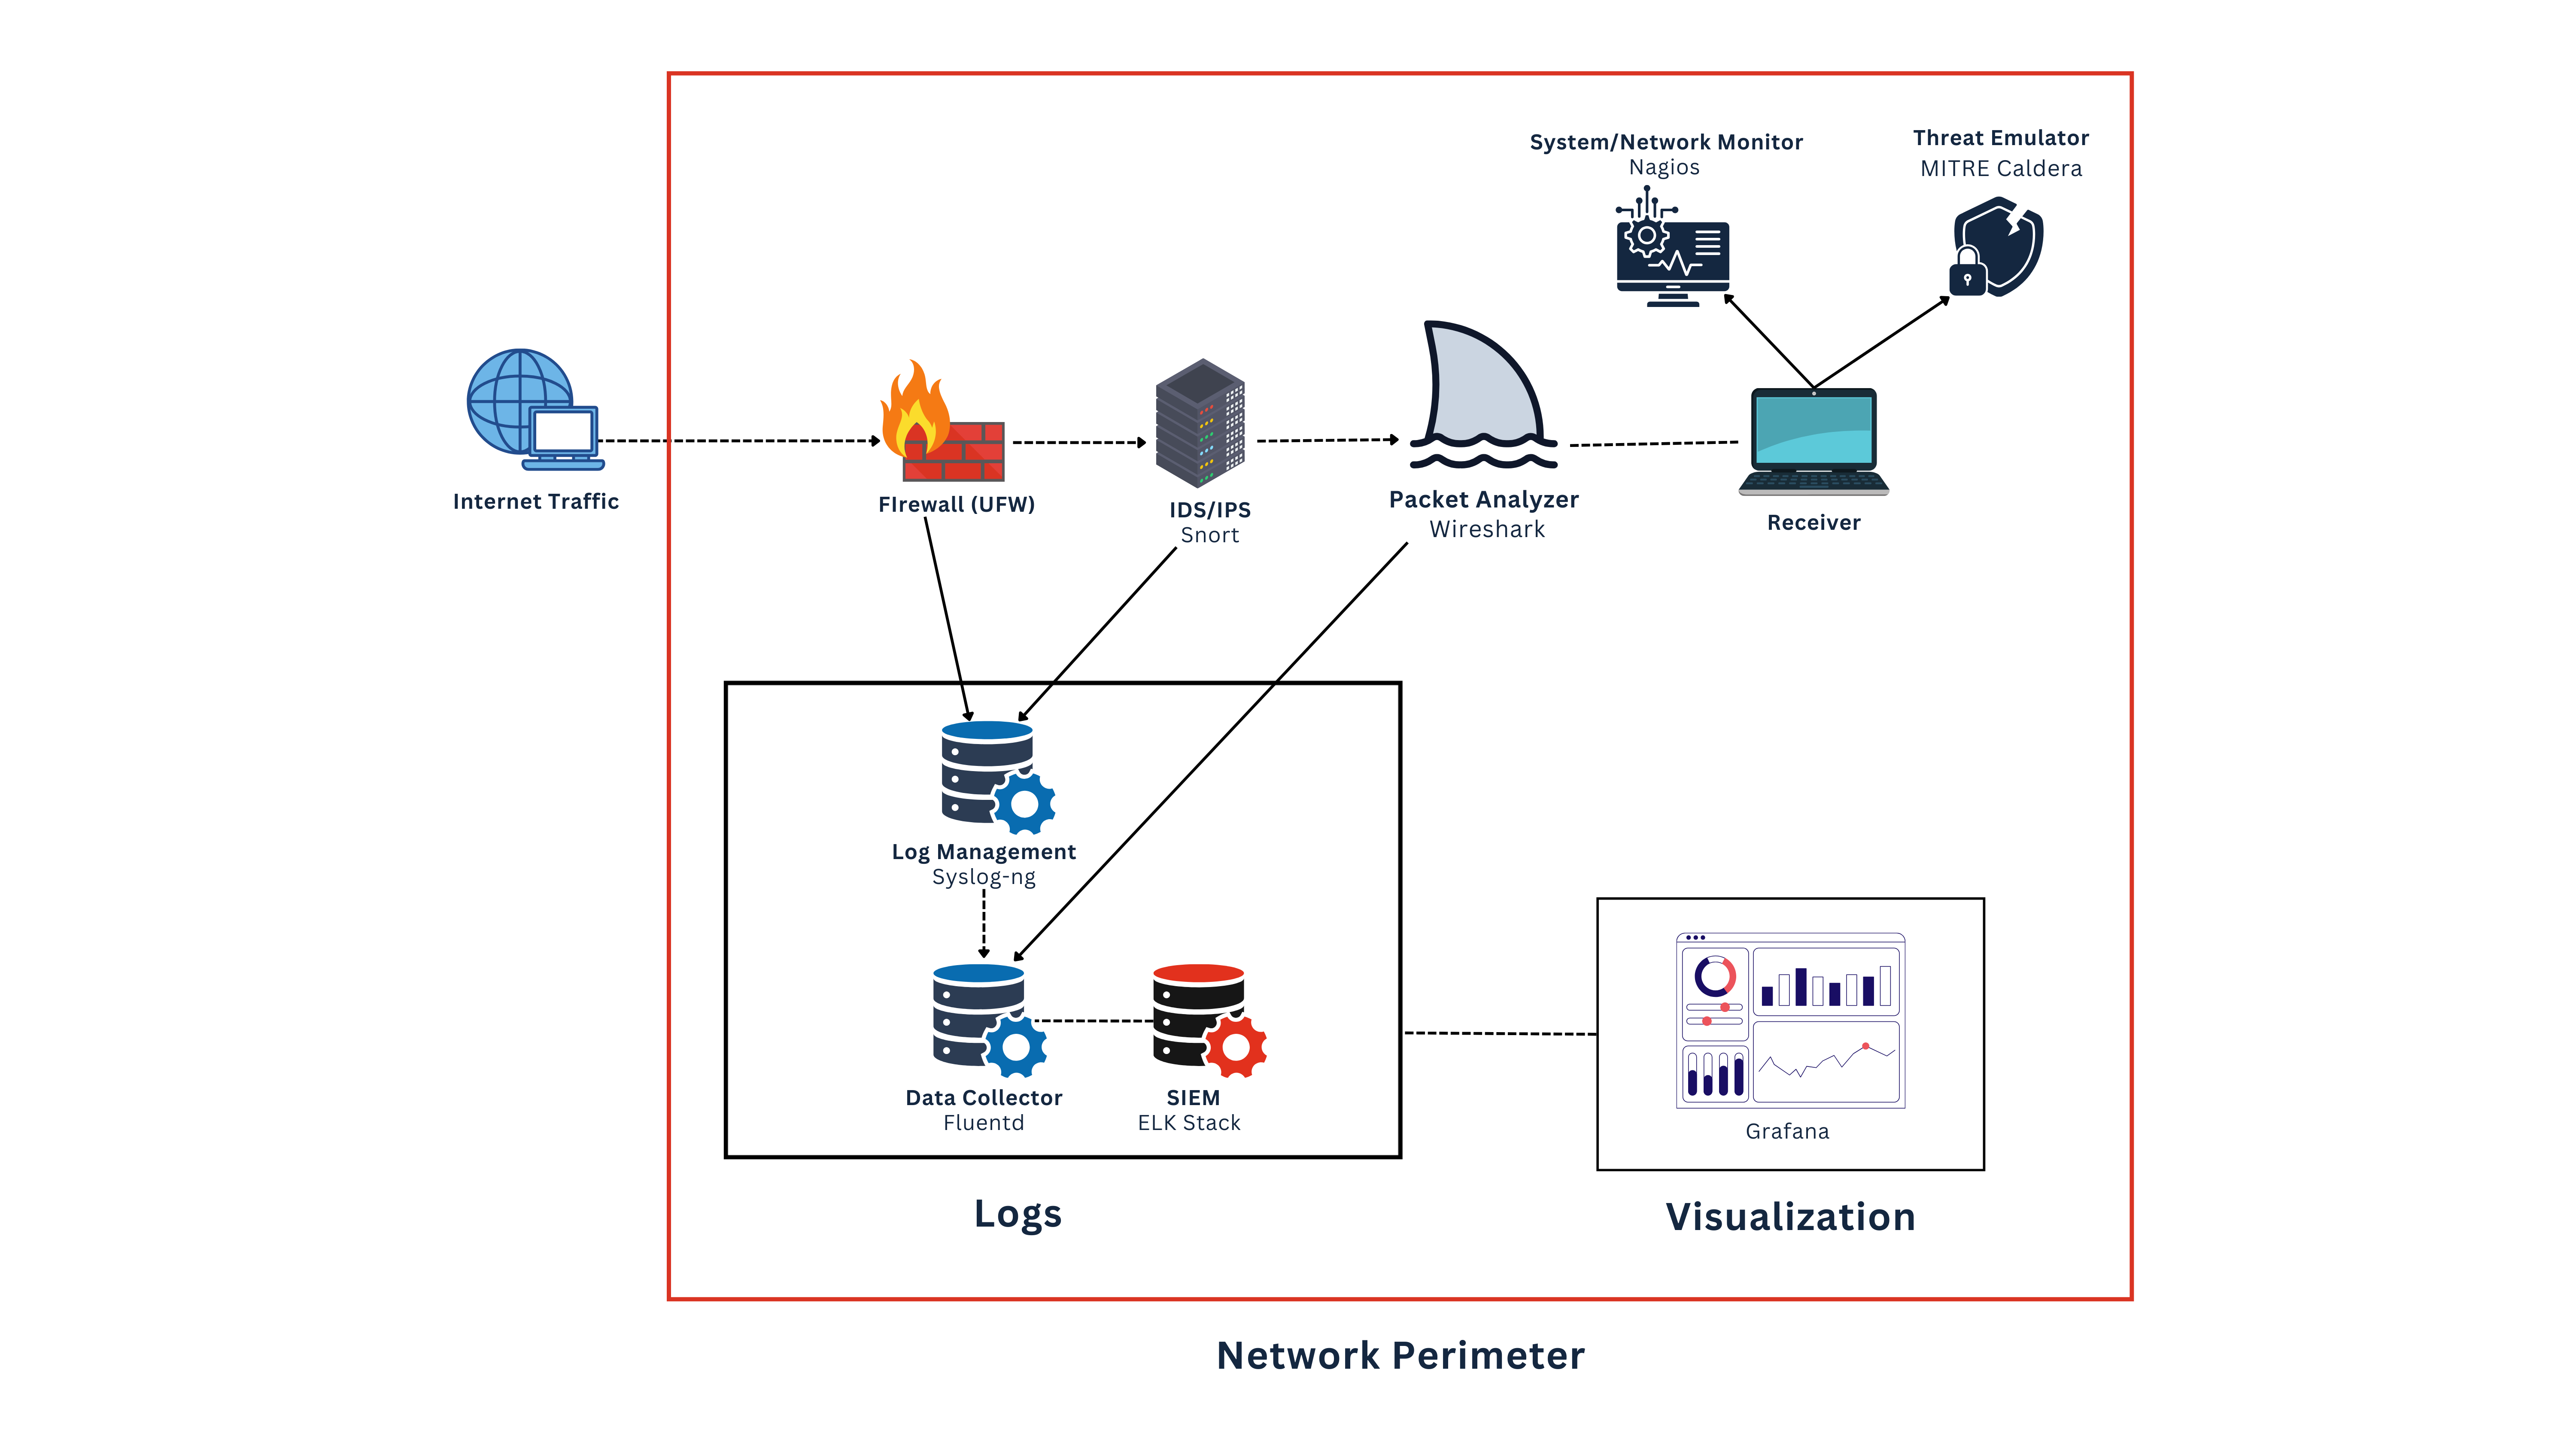 System/Network Monitor
Nagios
Threat Emulator
MITRE Caldera
Internet Traffic
FIrewall (UFW)
IDS/IPS
Snort
Packet Analyzer
Wireshark
Receiver
Log Management
Syslog-ng
Data Collector
Fluentd
SIEM
ELK Stack
Grafana
Logs
Visualization
Network Perimeter